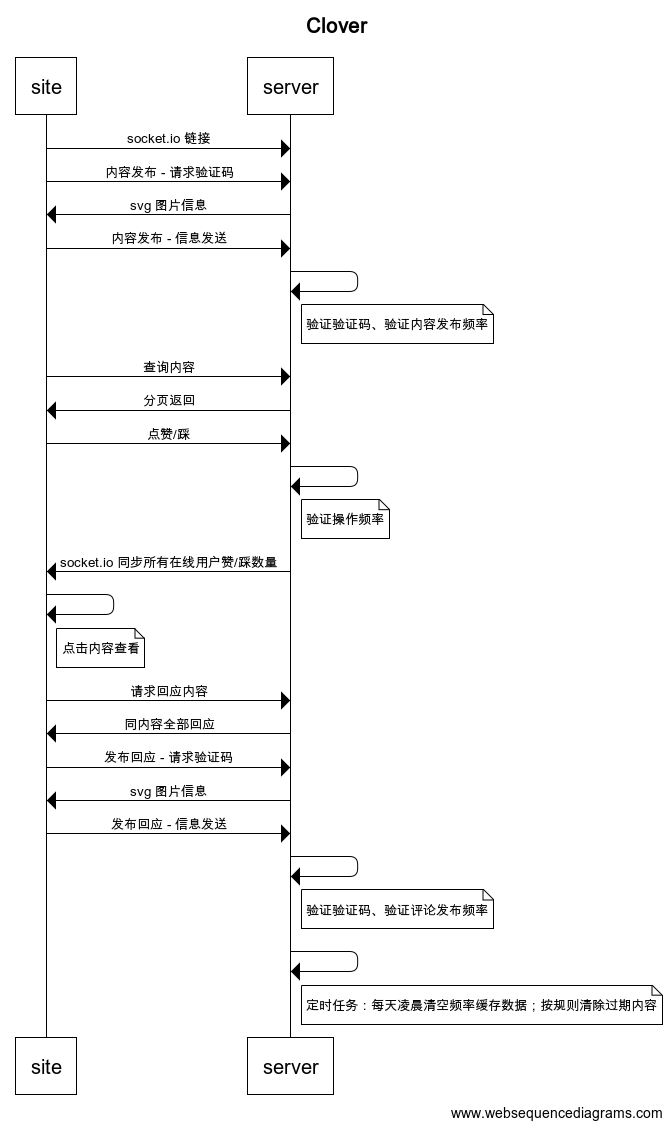 Clover
site
server
socket.io 链接
内容发布 - 请求验证码
svg 图片信息
内容发布 - 信息发送
验证验证码、验证内容发布频率
查询内容
分页返回
点赞/踩
验证操作频率
socket.io 同步所有在线用户赞/踩数量
点击内容查看
请求回应内容
同内容全部回应
发布回应 - 请求验证码
svg 图片信息
发布回应 - 信息发送
验证验证码、验证评论发布频率
定时任务：每天凌晨清空频率缓存数据；按规则清除过期内容
site
server
www.websequencediagrams.com